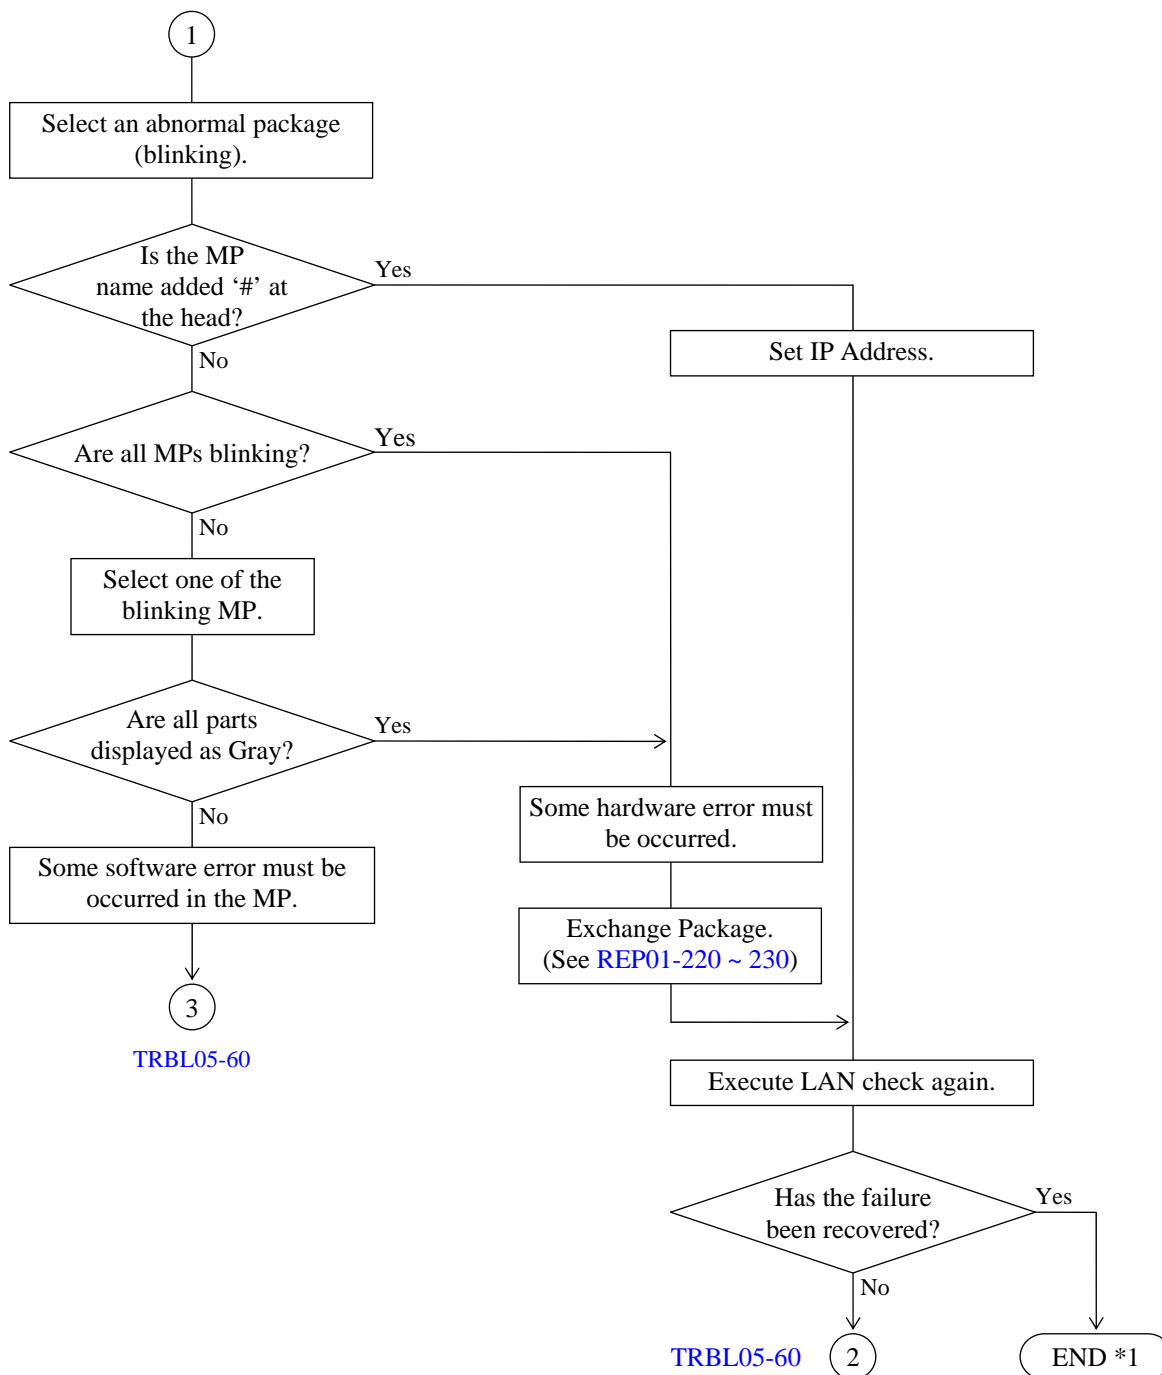 1
Select an abnormal package
(blinking).
Is the MP
name added ‘#’ at
the head?
Yes
No
Set IP Address.
Are all MPs blinking?
Yes
No
Select one of the
blinking MP.
Are all parts
displayed as Gray?
Yes
No
Some hardware error must
be occurred.
Some software error must be
occurred in the MP.
Exchange Package.
(See REP01-220 ~ 230)
3
TRBL05-60
Execute LAN check again.
Has the failure
been recovered?
Yes
No
TRBL05-60
2
END *1